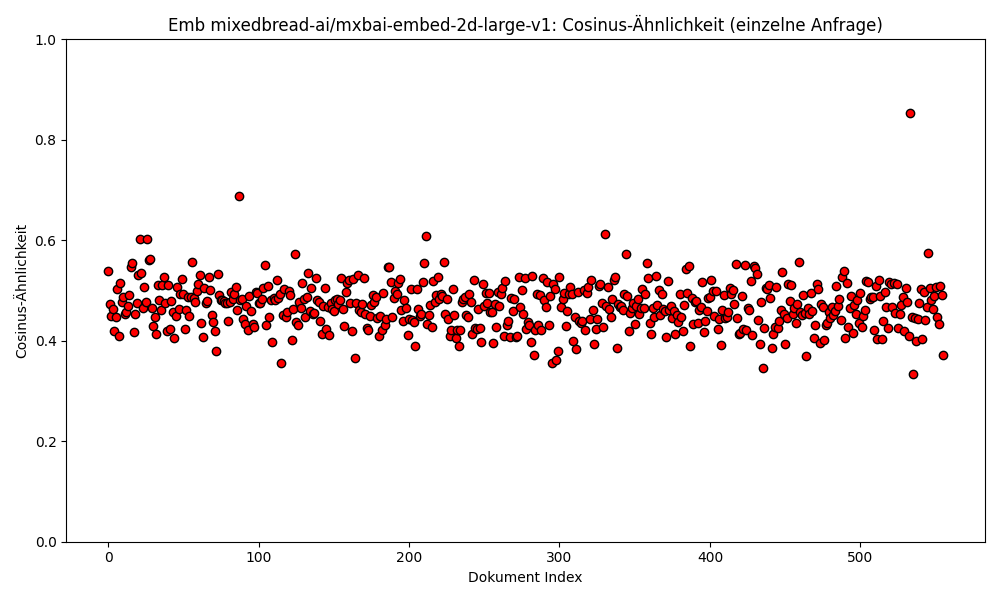 Emb mixedbread-ai/mxbai-embed-2d-large-v1: Cosinus-Ähnlichkeit (einzelne Anfrage)
Cosinus-Ähnlichkeit
1.0
0.8
0.6
0.4
0.2
0.0
0 100 200 300 400 500
Dokument Index